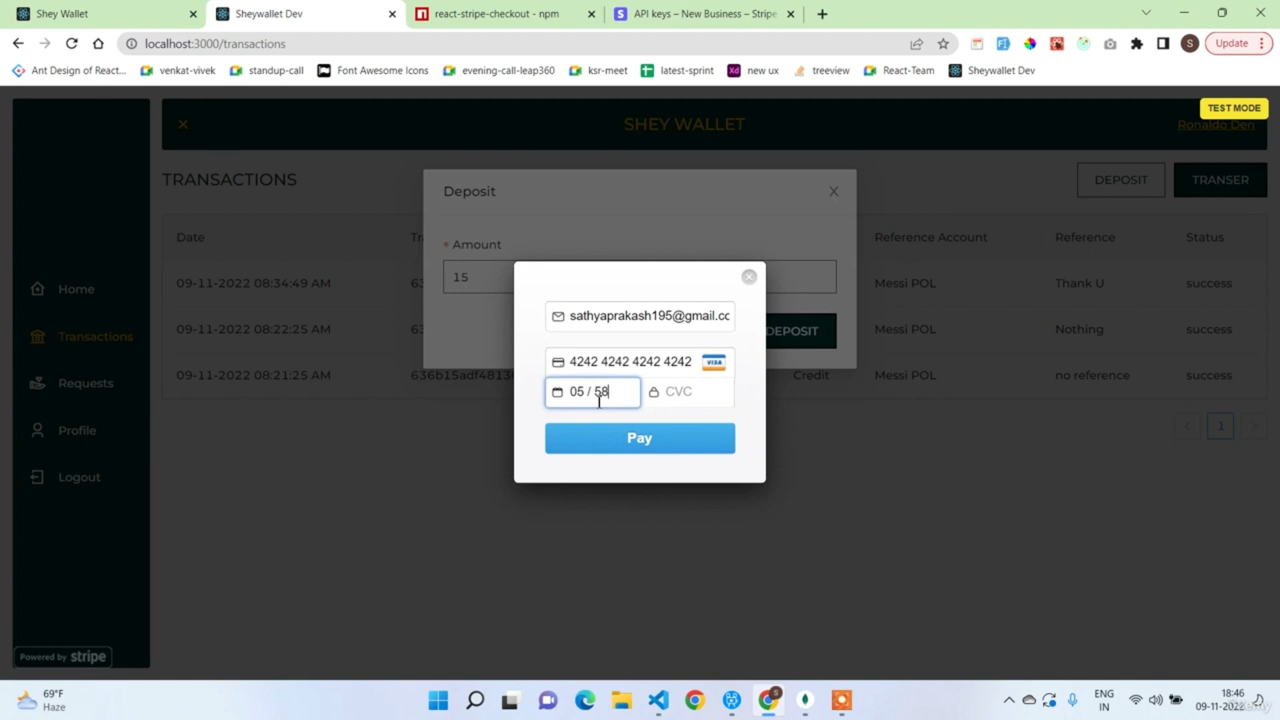 Shey Wallet
Sheywallet Dev
react-stripe-checkout - npm
API keys – New Business – Stripe
localhost:3000/transactions
S
Update
Ant Design of React...
venkat-vivek
standup-call
Font Awesome Icons
evening-call-leap360
ksr-meet
latest-sprint
new ux
treeview
React-Team
Sheywallet Dev
TEST MODE
SHEY WALLET
Ronaldo Den
TRANSACTIONS
DEPOSIT
TRANSER
Deposit
Date
Reference Account
Reference
Status
* Amount
15
09-11-2022 08:34:49 AM
Messi POL
Thank U
success
09-11-2022 08:22:25 AM
DEPOSIT
Messi POL
Nothing
success
09-11-2022 08:21:25 AM
Credit
Messi POL
no reference
success
sathyaprakash195@gmail.cc
4242 4242 4242 4242
VISA
05 / 58
CVC
Pay
1
Home
Transactions
Requests
Profile
Logout
Powered by stripe
69°F
Haze
ENG
IN
18:46
09-11-2022